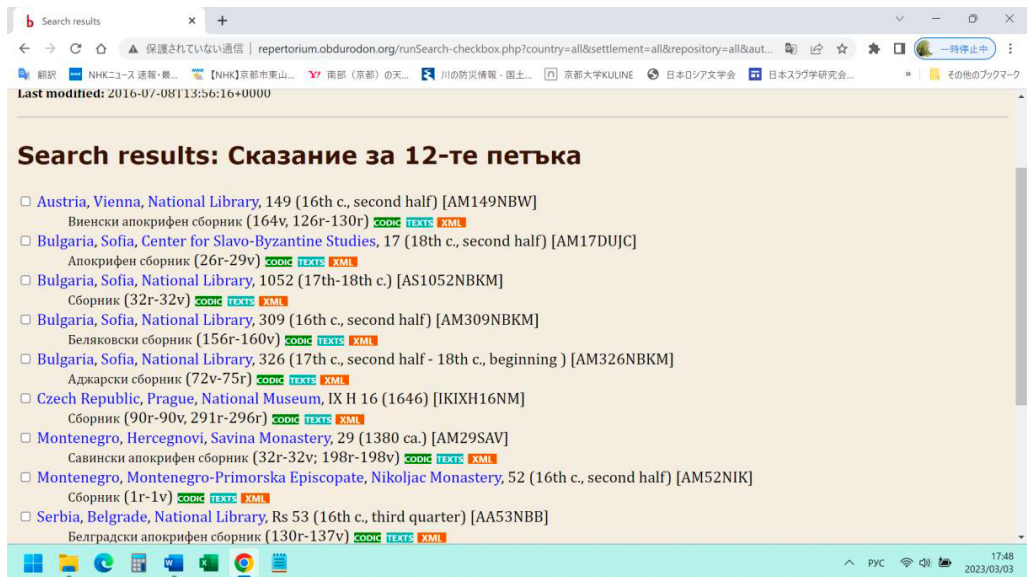 Search results
保護されていない通信 | repertorium.obdurodon.org/runSearch-checkbox.php?country=all&settlement=all&repository=all&aut...
一時停止中
翻訳 NHKニュース 速報・最... 【NHK】京都市東山... 南部（京都）の天... 川の防災情報 - 国土... 京都大学KULINE 日本ロシア文学会 日本スラヴ学研究会... » その他のブックマーク
Last modified: 2016-07-08T13:56:16+0000
Search results: Сказание за 12-те петъка
Austria, Vienna, National Library, 149 (16th c., second half) [AM149NBW]
Виенски апокрифен сборник (164v, 126r-130r) CODIC TEXTS XML
Bulgaria, Sofia, Center for Slavo-Byzantine Studies, 17 (18th c., second half) [AM17DUJC]
Апокрифен сборник (26r-29v) CODIC TEXTS XML
Bulgaria, Sofia, National Library, 1052 (17th-18th c.) [AS1052NBKM]
Сборник (32r-32v) CODIC TEXTS XML
Bulgaria, Sofia, National Library, 309 (16th c., second half) [AM309NBKM]
Беляковски сборник (156r-160v) CODIC TEXTS XML
Bulgaria, Sofia, National Library, 326 (17th c., second half - 18th c., beginning ) [AM326NBKM]
Аджарски сборник (72v-75r) CODIC TEXTS XML
Czech Republic, Prague, National Museum, IX H 16 (1646) [IKIXH16NM]
Сборник (90r-90v, 291r-296r) CODIC TEXTS XML
Montenegro, Hercegnovi, Savina Monastery, 29 (1380 ca.) [AM29SAV]
Савински апокрифен сборник (32r-32v; 198r-198v) CODIC TEXTS XML
Montenegro, Montenegro-Primorska Episcopate, Nikoljac Monastery, 52 (16th c., second half) [AM52NIK]
Сборник (1r-1v) CODIC TEXTS XML
Serbia, Belgrade, National Library, Rs 53 (16th c., third quarter) [AA53NBB]
Белградски апокрифен сборник (130r-137v) CODIC TEXTS XML
РУС 17:48
2023/03/03